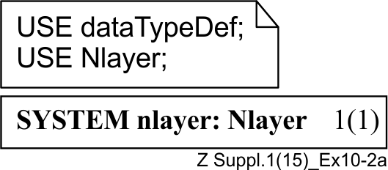 USE dataTypeDef;
USE Nlayer;
SYSTEM nlayer: Nlayer 1(1)
Z Suppl.1(15)_Ex10-2a